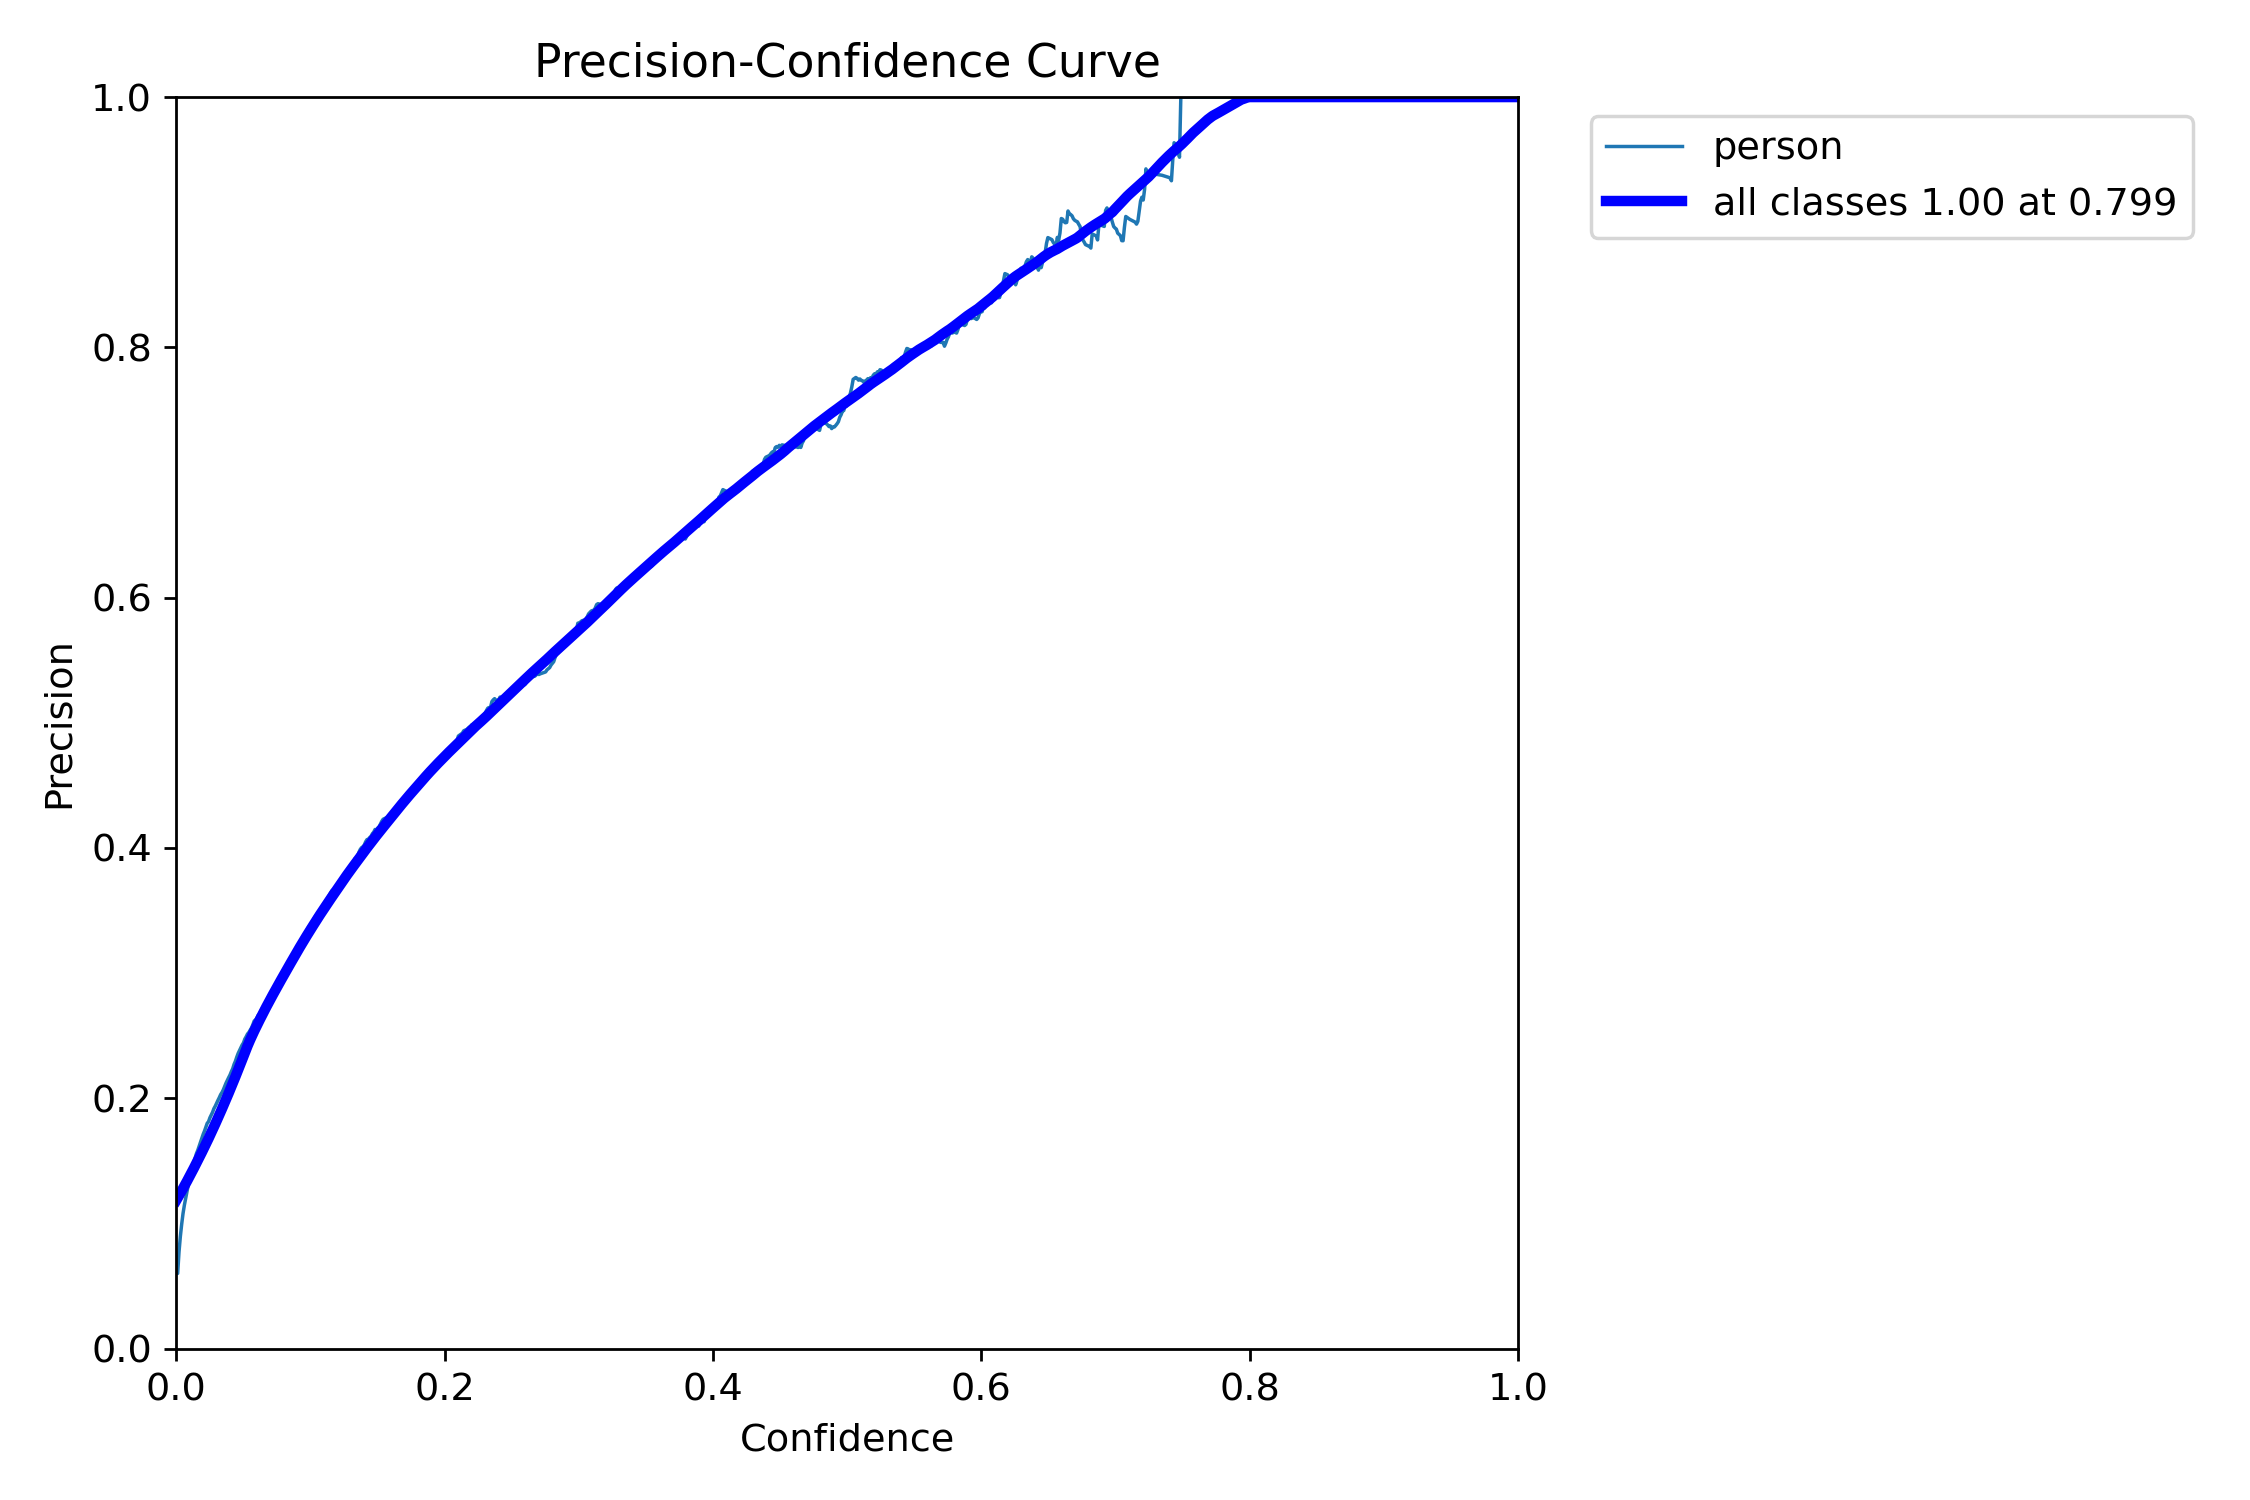 Precision-Confidence Curve
1.0
0.8
0.6
0.4
0.2
0.0
Precision
0.0 0.2 0.4 0.6 0.8 1.0
Confidence
person
all classes 1.00 at 0.799